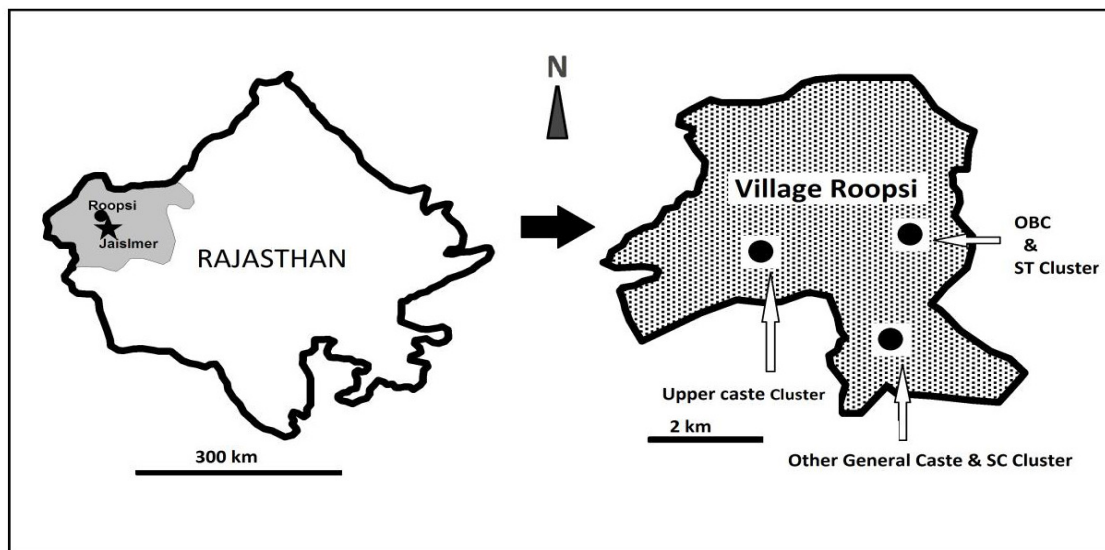 N
Roopsi
Jaislmer
RAJASTHAN
300 km
Village Roopsi
OBC
&
ST Cluster
Upper caste Cluster
2 km
Other General Caste & SC Cluster